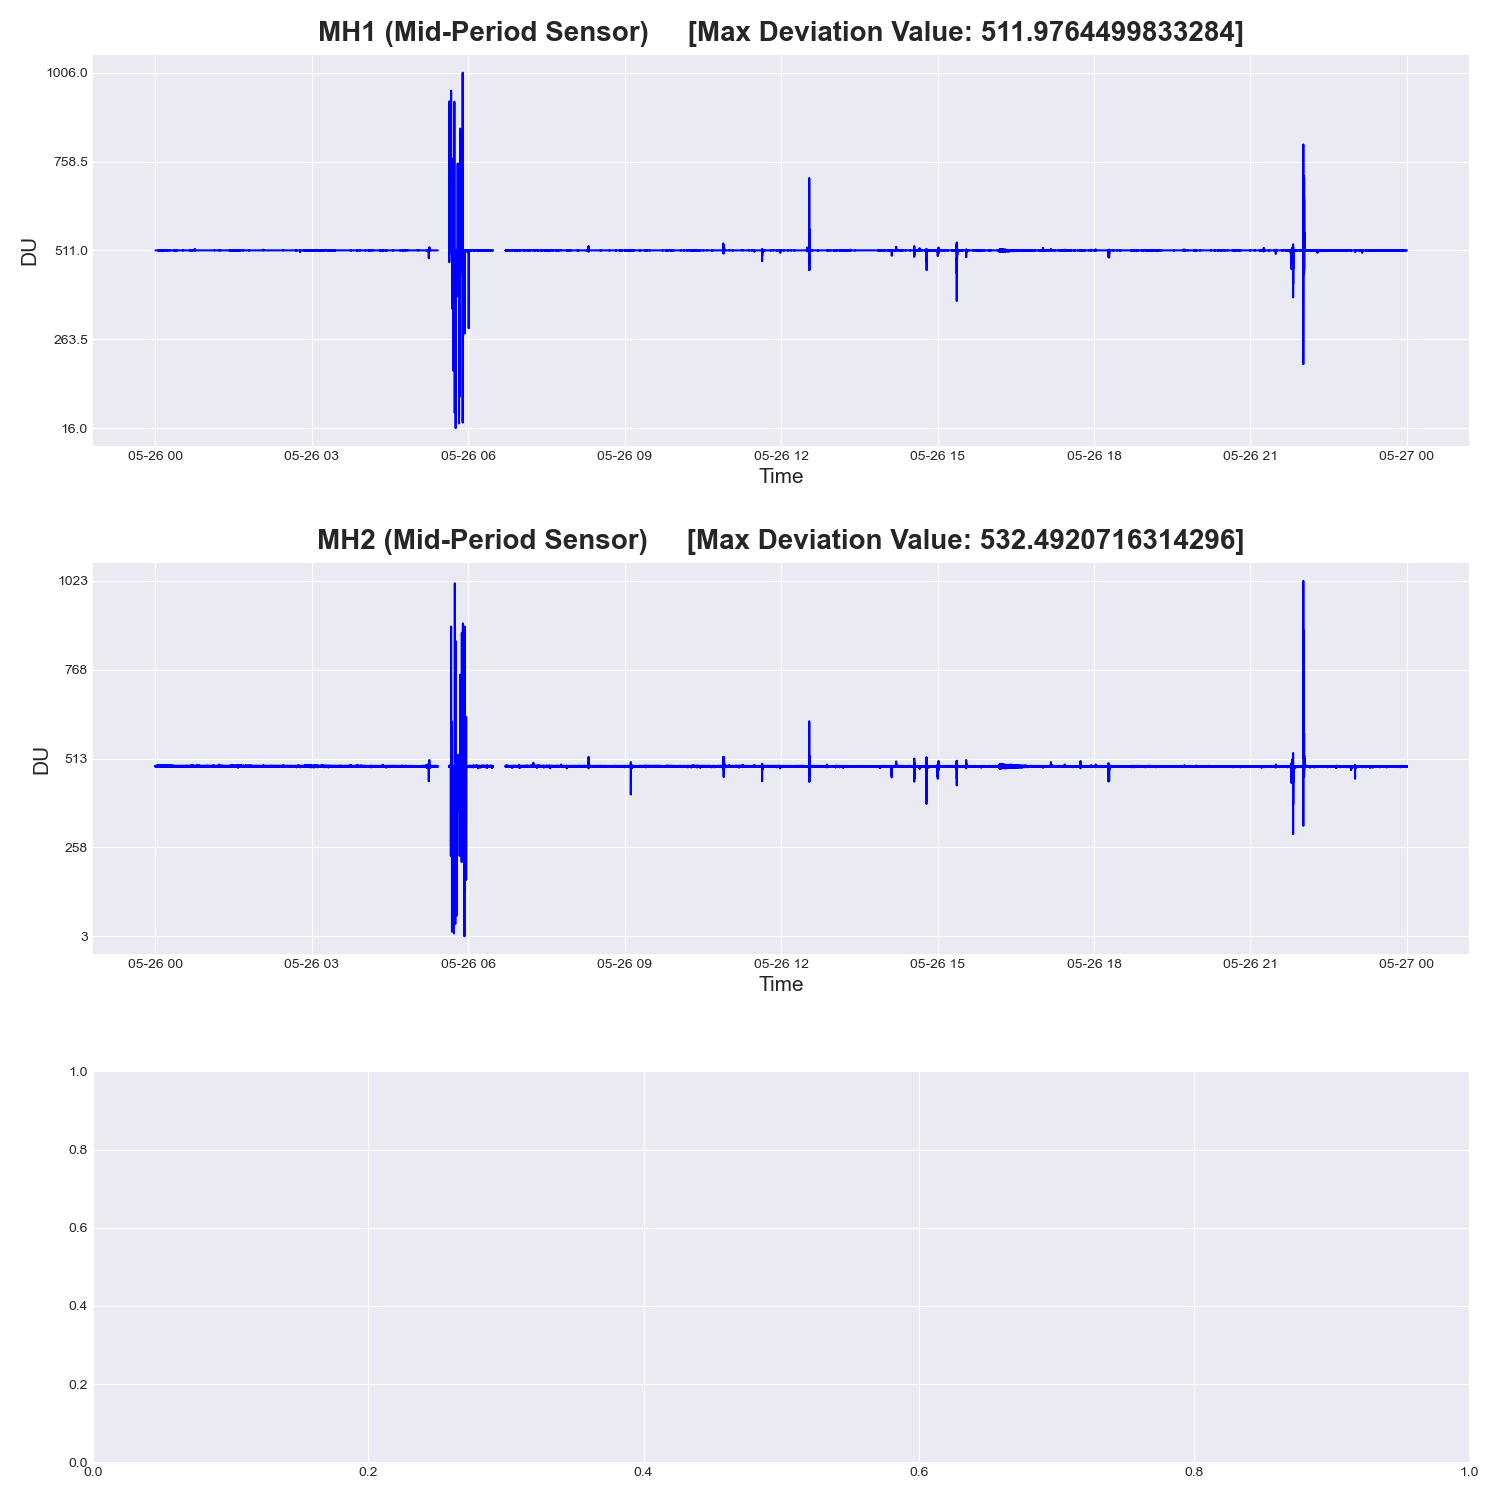 MH1 (Mid-Period Sensor) [Max Deviation Value: 511.9764499833284]
1006.0
758.5
511.0
263.5
16.0
DU
05-26 00 05-26 03 05-26 06 05-26 09 05-26 12 05-26 15 05-26 18 05-26 21 05-27 00
Time
MH2 (Mid-Period Sensor) [Max Deviation Value: 532.4920716314296]
1023
768
513
258
3
DU
05-26 00 05-26 03 05-26 06 05-26 09 05-26 12 05-26 15 05-26 18 05-26 21 05-27 00
Time
1.0
0.8
0.6
0.4
0.2
0.0
0.0 0.2 0.4 0.6 0.8 1.0